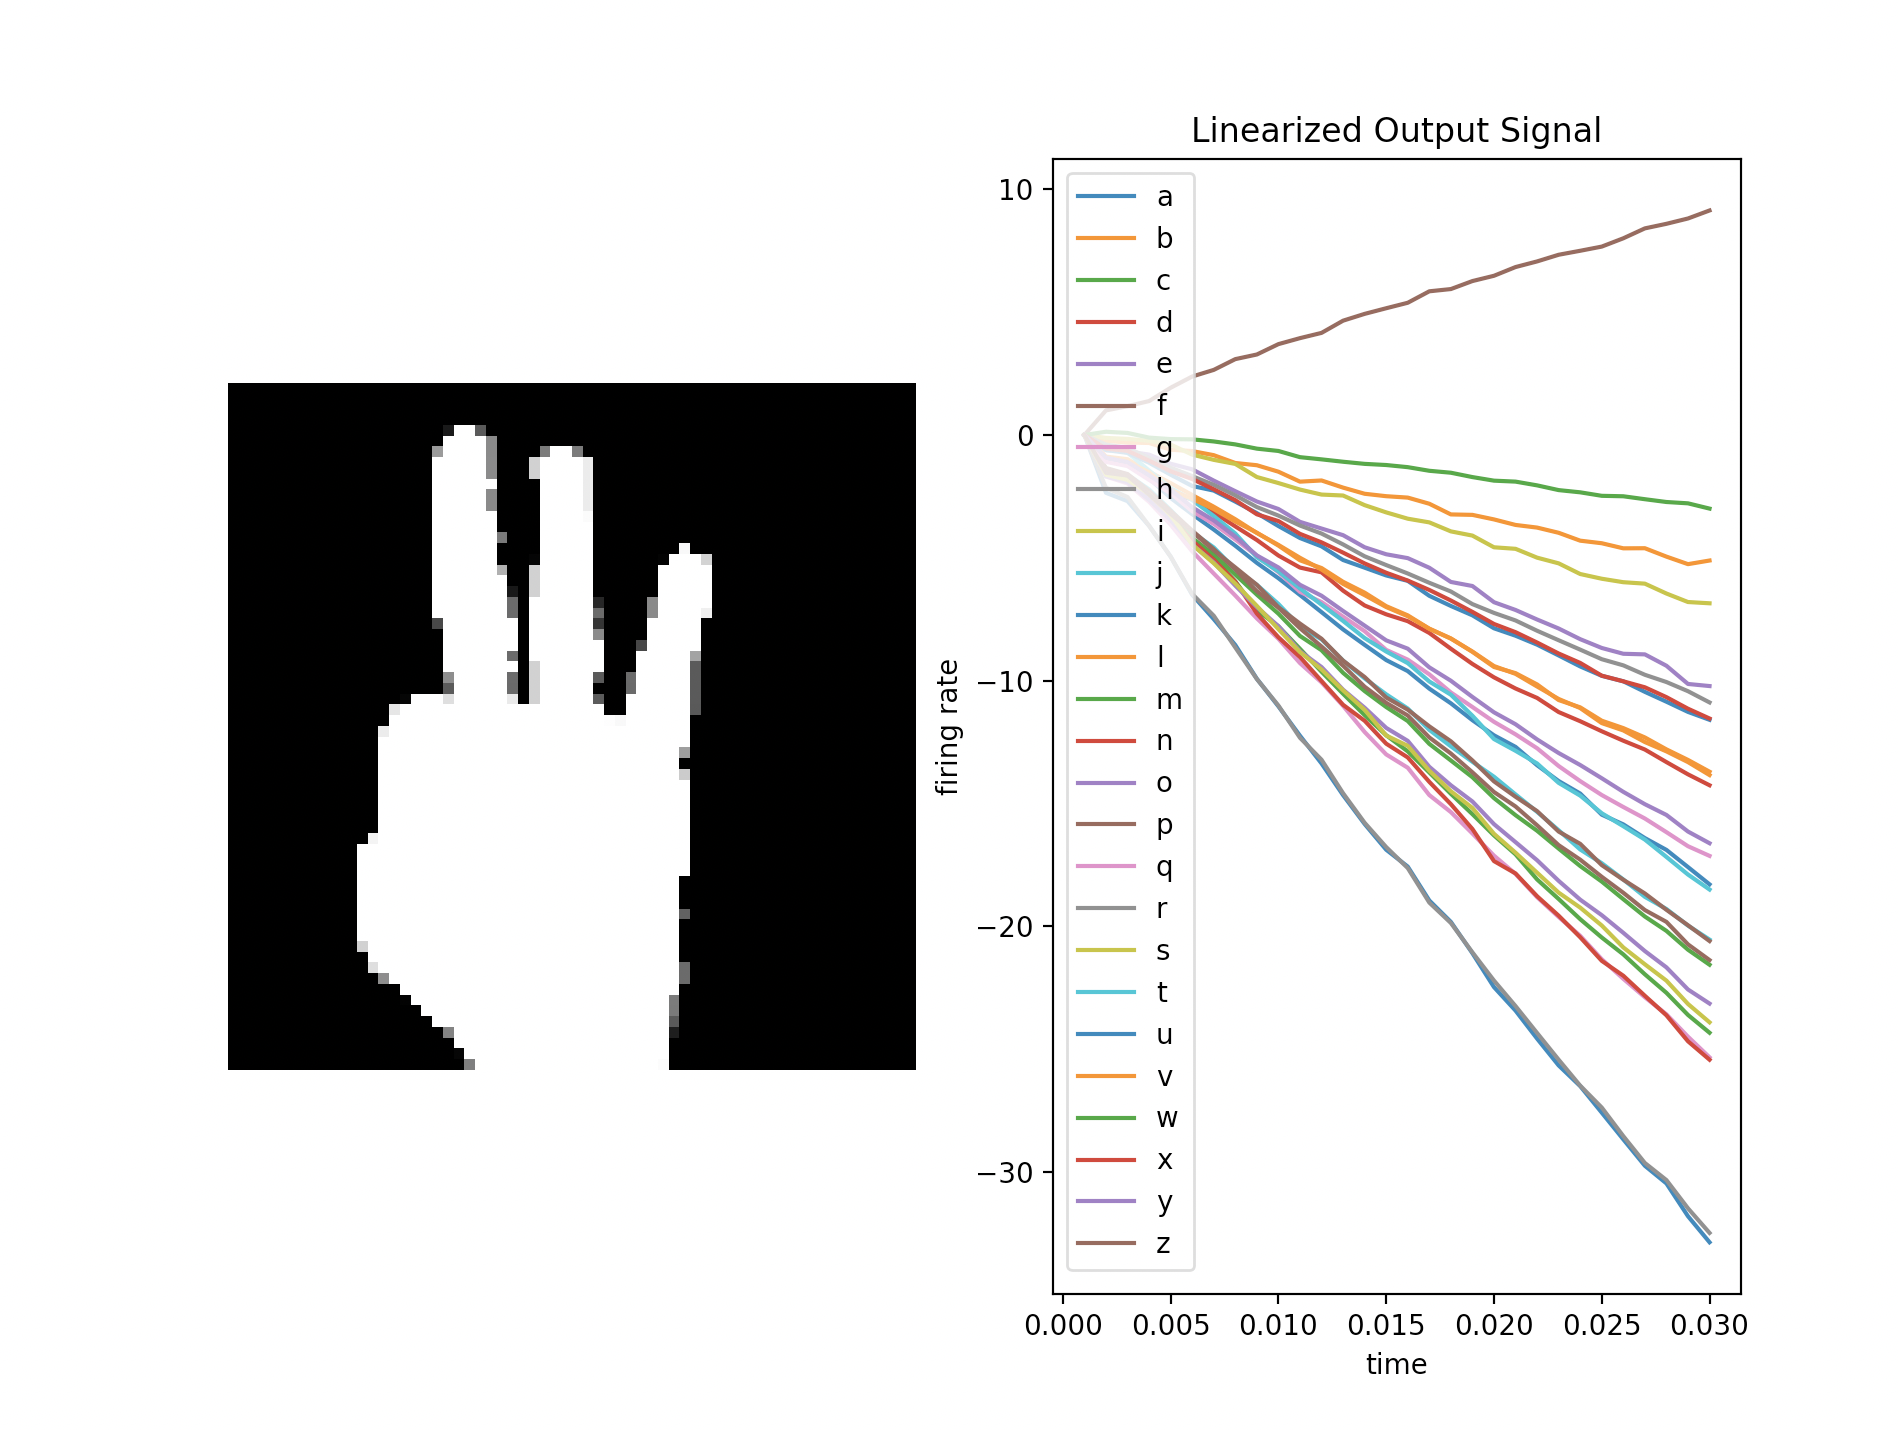 Linearized Output Signal
10
0
−10
−20
−30
firing rate
a
b
c
d
e
f
g
h
i
j
k
l
m
n
o
p
q
r
s
t
u
v
w
x
y
z
0.000 0.005 0.010 0.015 0.020 0.025 0.030
time